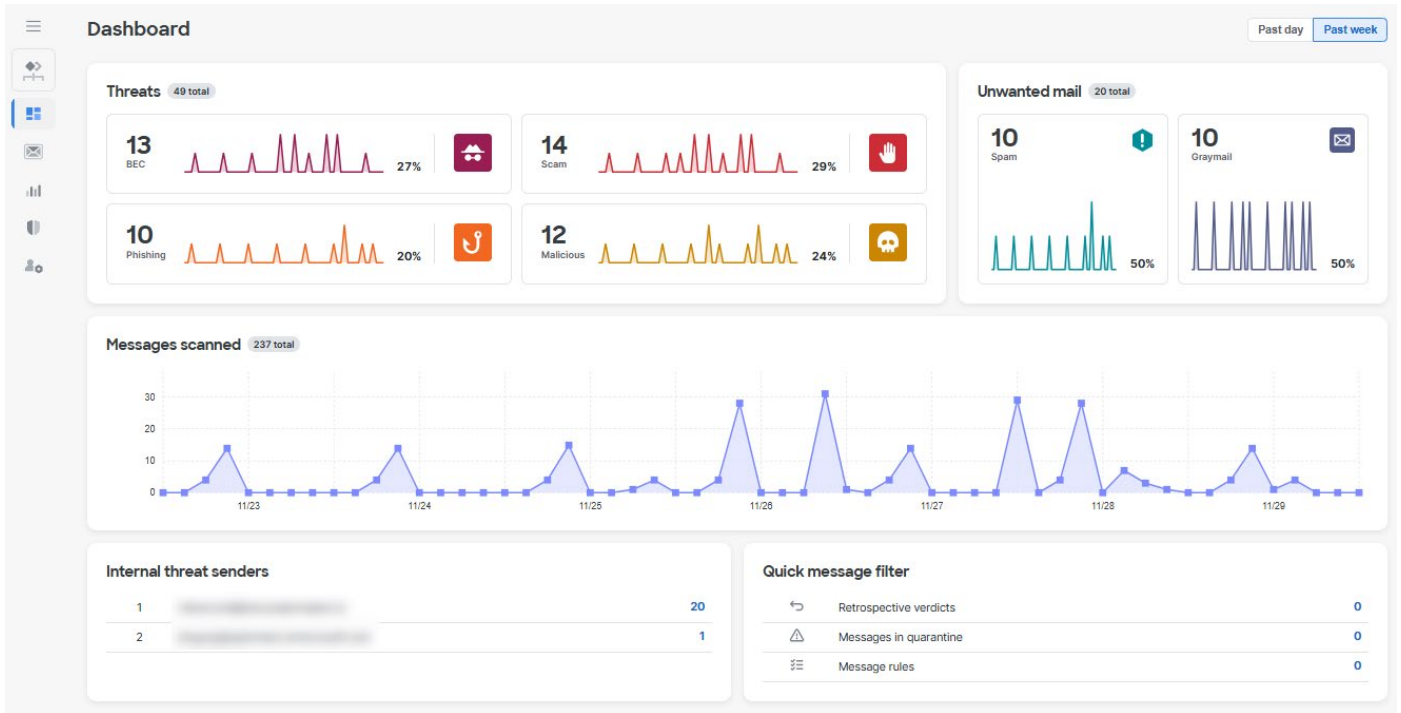 Dashboard
Past day Past week
Threats 49 total
13
BEC
27%
14
Scam
29%
10
Phishing
20%
12
Malicious
24%
Unwanted mail 20 total
10
Spam
50%
10
Graymail
50%
Messages scanned 237 total
30
20
10
0
11/23 11/24 11/25 11/26 11/27 11/28 11/29
Internal threat senders
1 20
2 1
Quick message filter
Retrospective verdicts 0
Messages in quarantine 0
Message rules 0